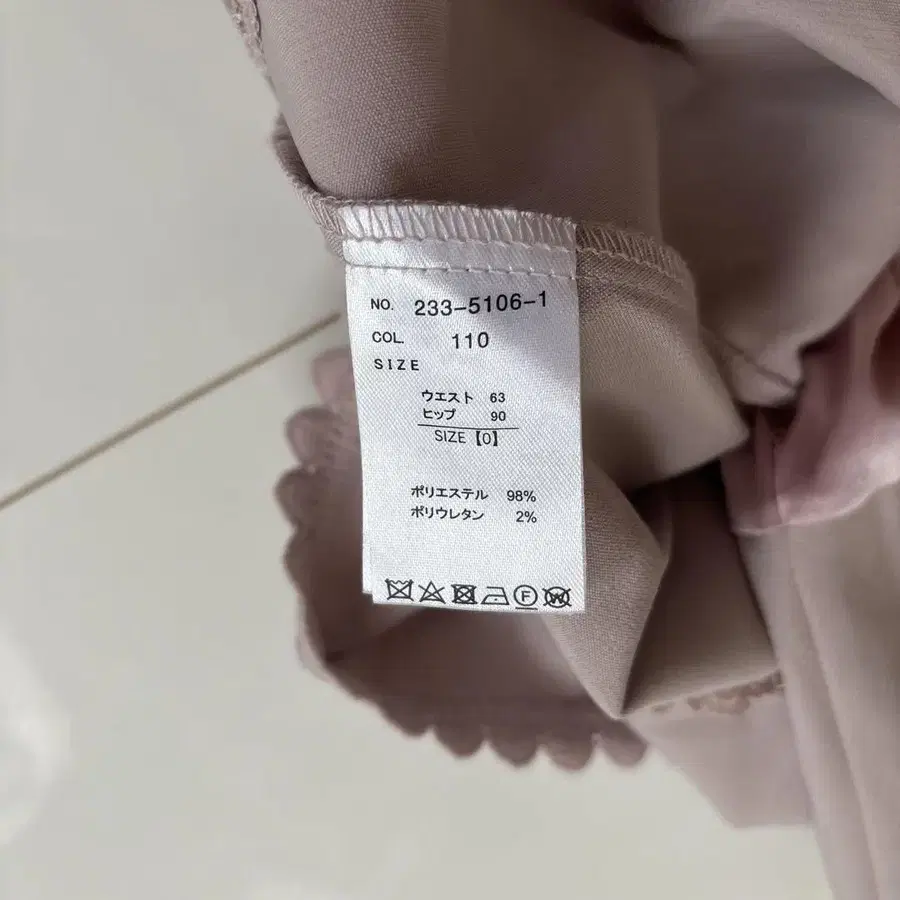 NO. 233-5106-1
COL. 110
SIZE
ウエスト 63
ヒップ 90
SIZE【0】
ポリエステル 98%
ポリウレタン 2%
F W